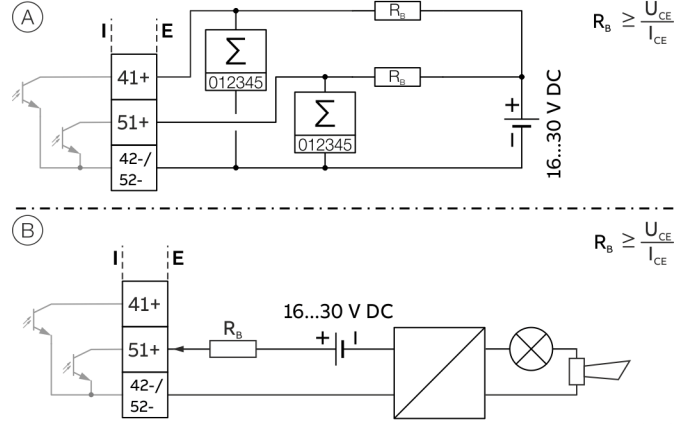 A
I E
R_B
R_B ≥ U_CE / I_CE
Σ
012345
41+
R_B
Σ
012345
51+
42-/
52-
+
–
16...30 V DC
B
I E
R_B ≥ U_CE / I_CE
41+
16...30 V DC
R_B
+ –
51+
42-/
52-